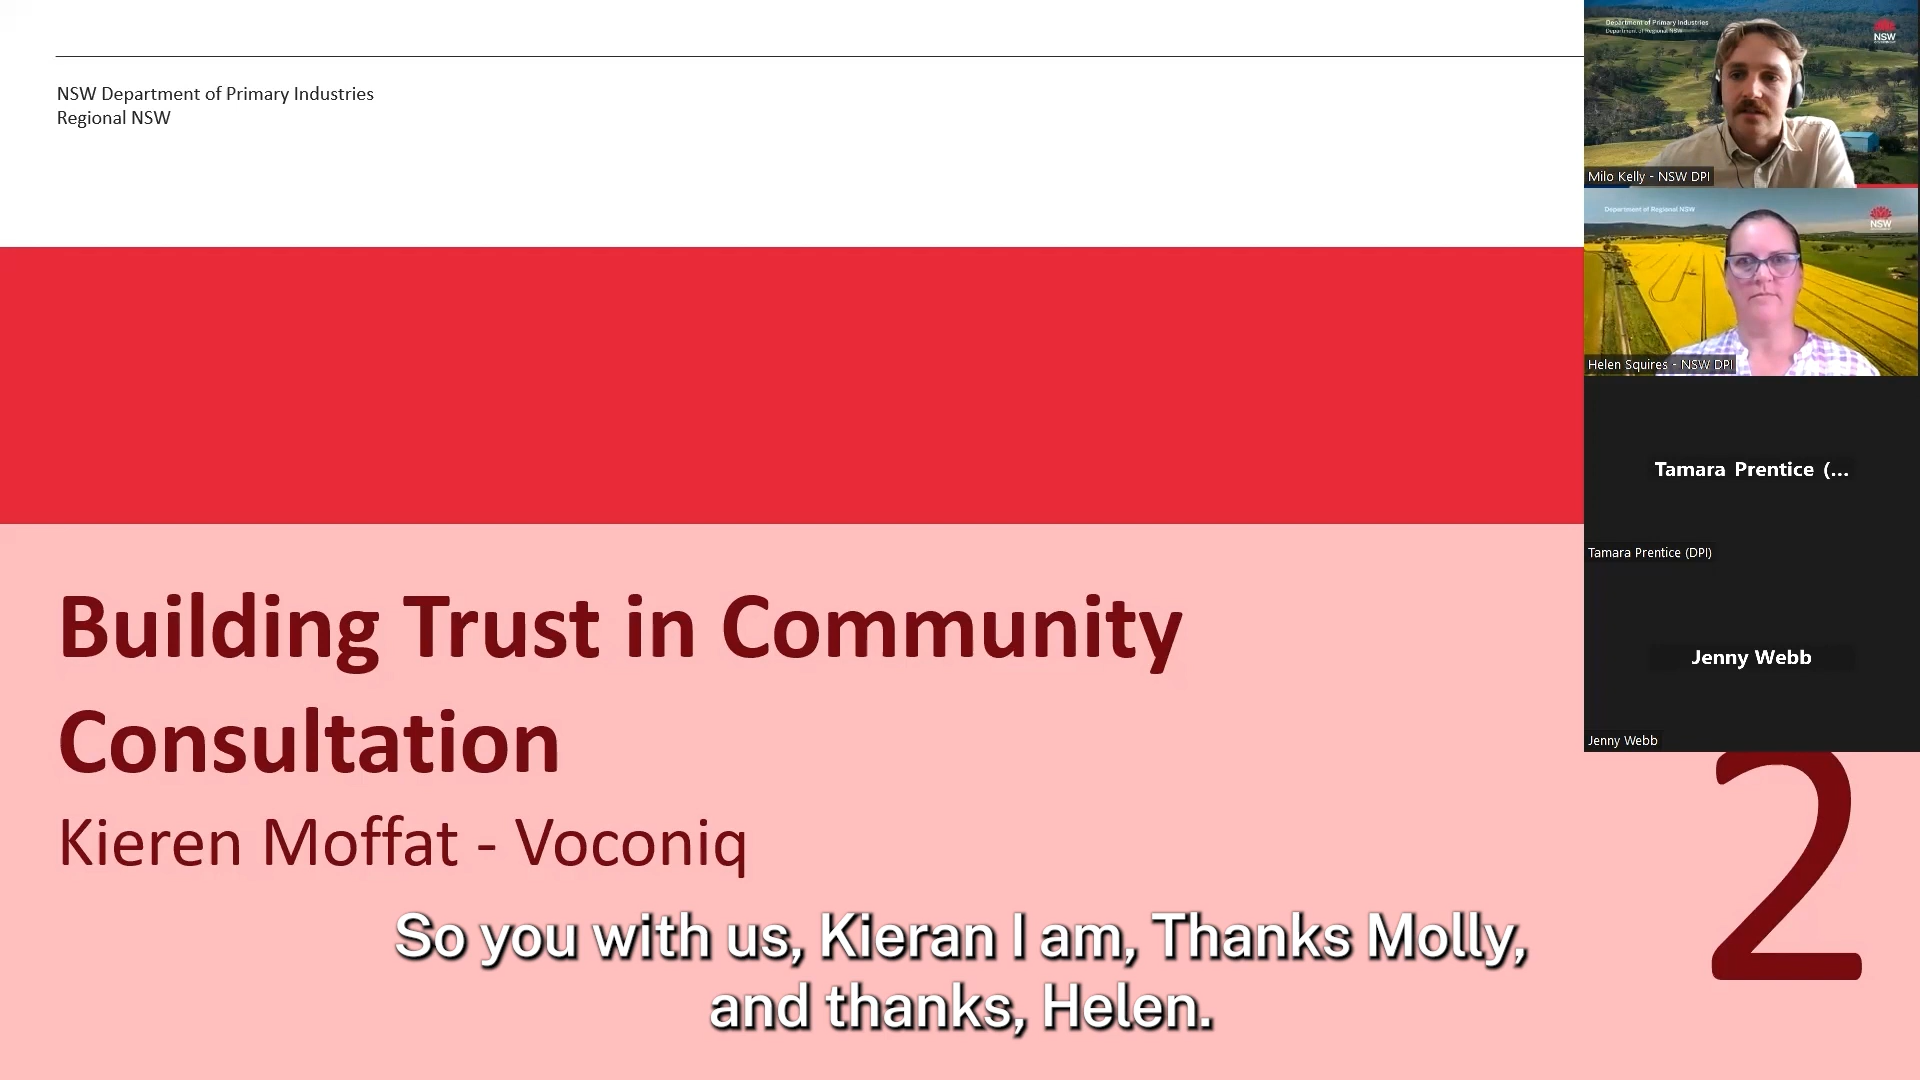 NSW Department of Primary Industries
Regional NSW
Building Trust in Community
Consultation
Kieren Moffat - Voconiq
2
So you with us, Kieran I am, Thanks Molly,
and thanks, Helen.
Department of Primary Industries
Department of Regional NSW
NSW
Milo Kelly - NSW DPI
Department of Regional NSW
NSW
Helen Squires - NSW DPI
Tamara Prentice (...
Tamara Prentice (DPI)
Jenny Webb
Jenny Webb